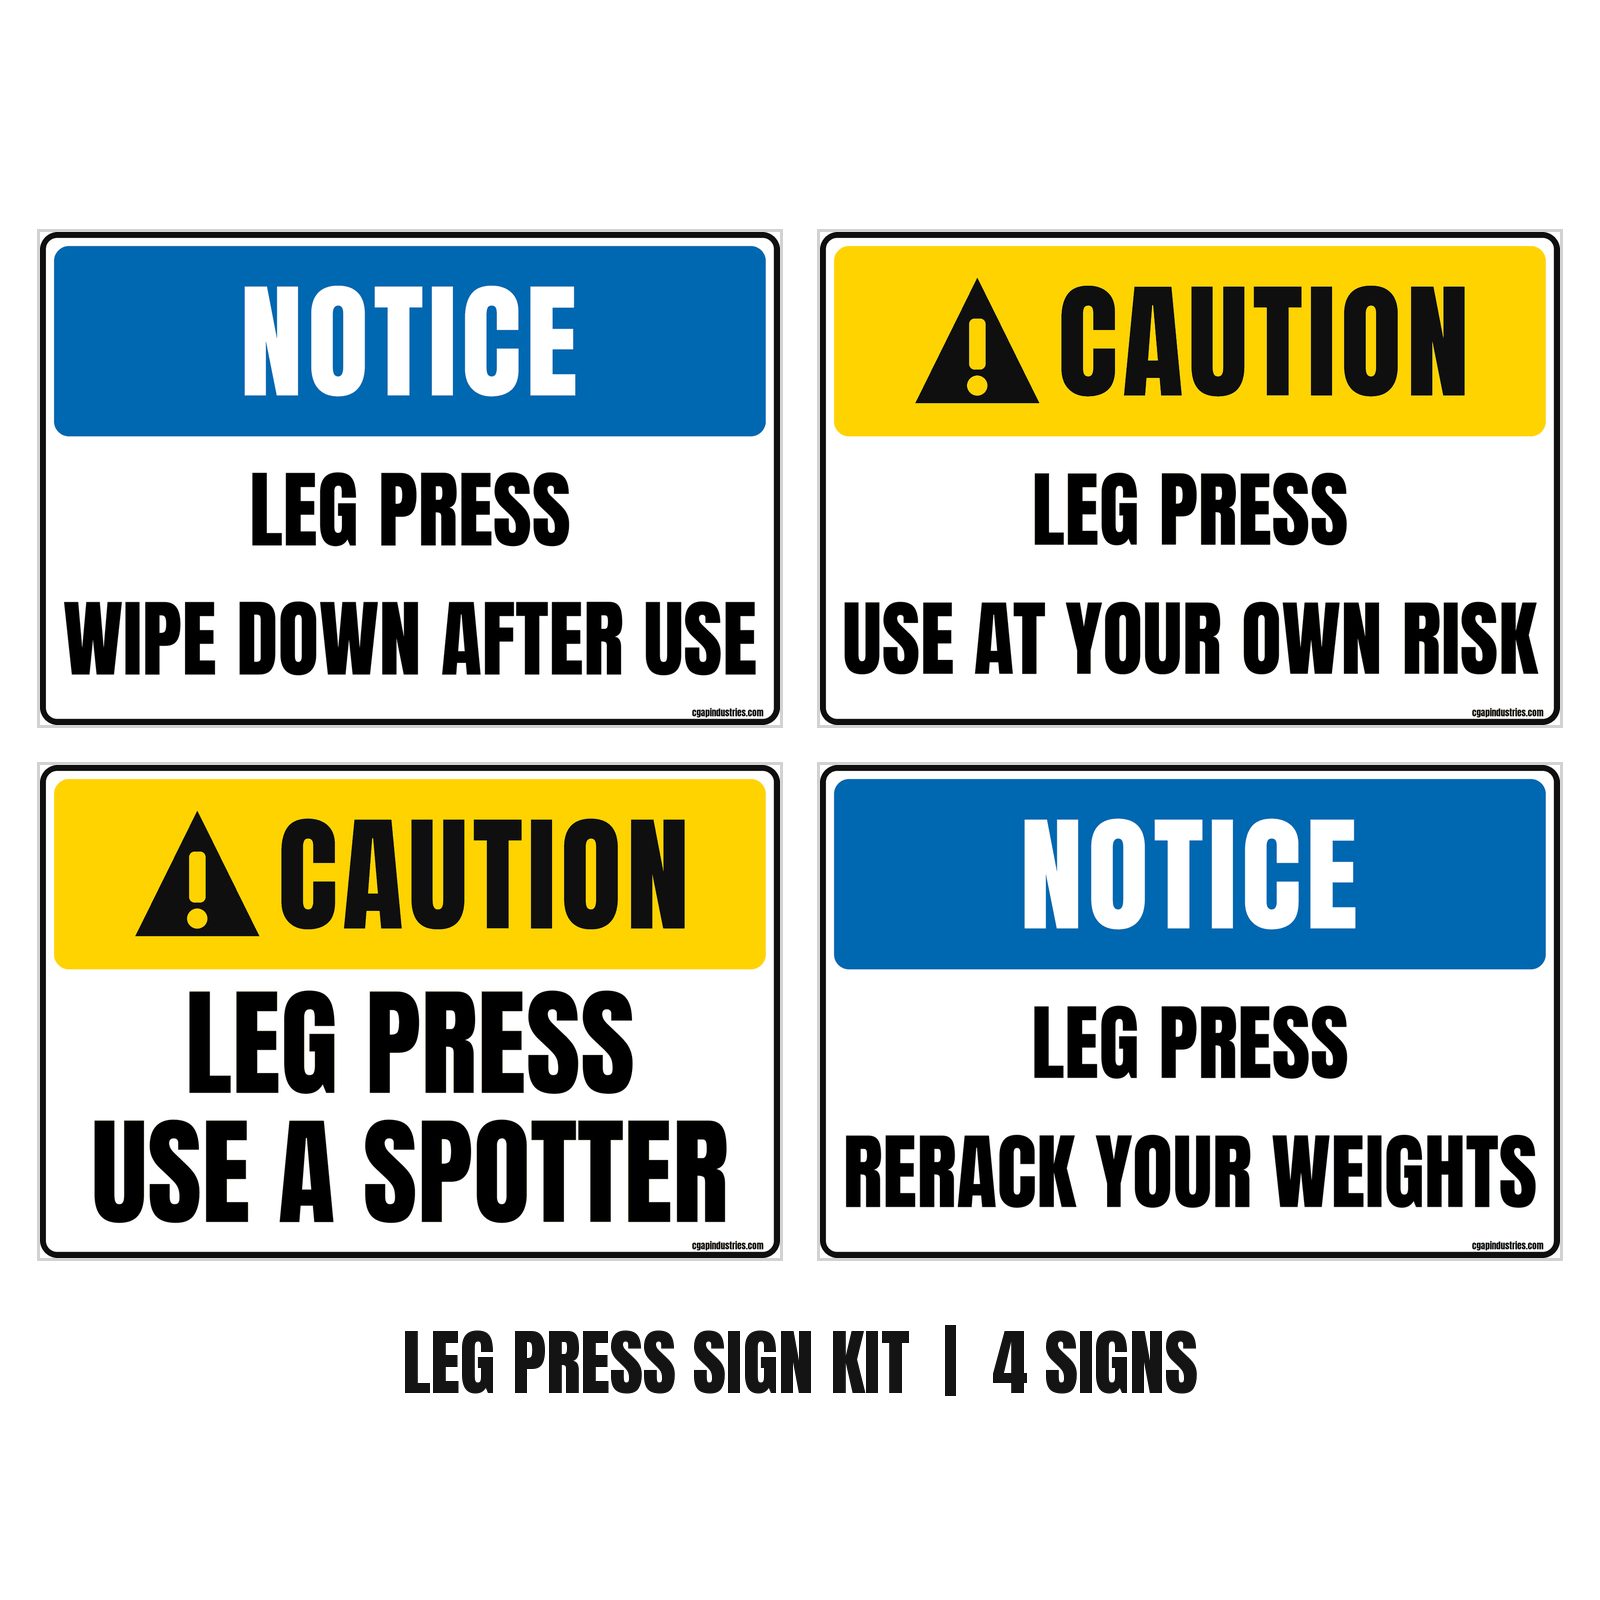 NOTICE
LEG PRESS
WIPE DOWN AFTER USE
cgapindustries.com
CAUTION
LEG PRESS
USE AT YOUR OWN RISK
cgapindustries.com
CAUTION
LEG PRESS
USE A SPOTTER
cgapindustries.com
NOTICE
LEG PRESS
RERACK YOUR WEIGHTS
cgapindustries.com
LEG PRESS SIGN KIT | 4 SIGNS